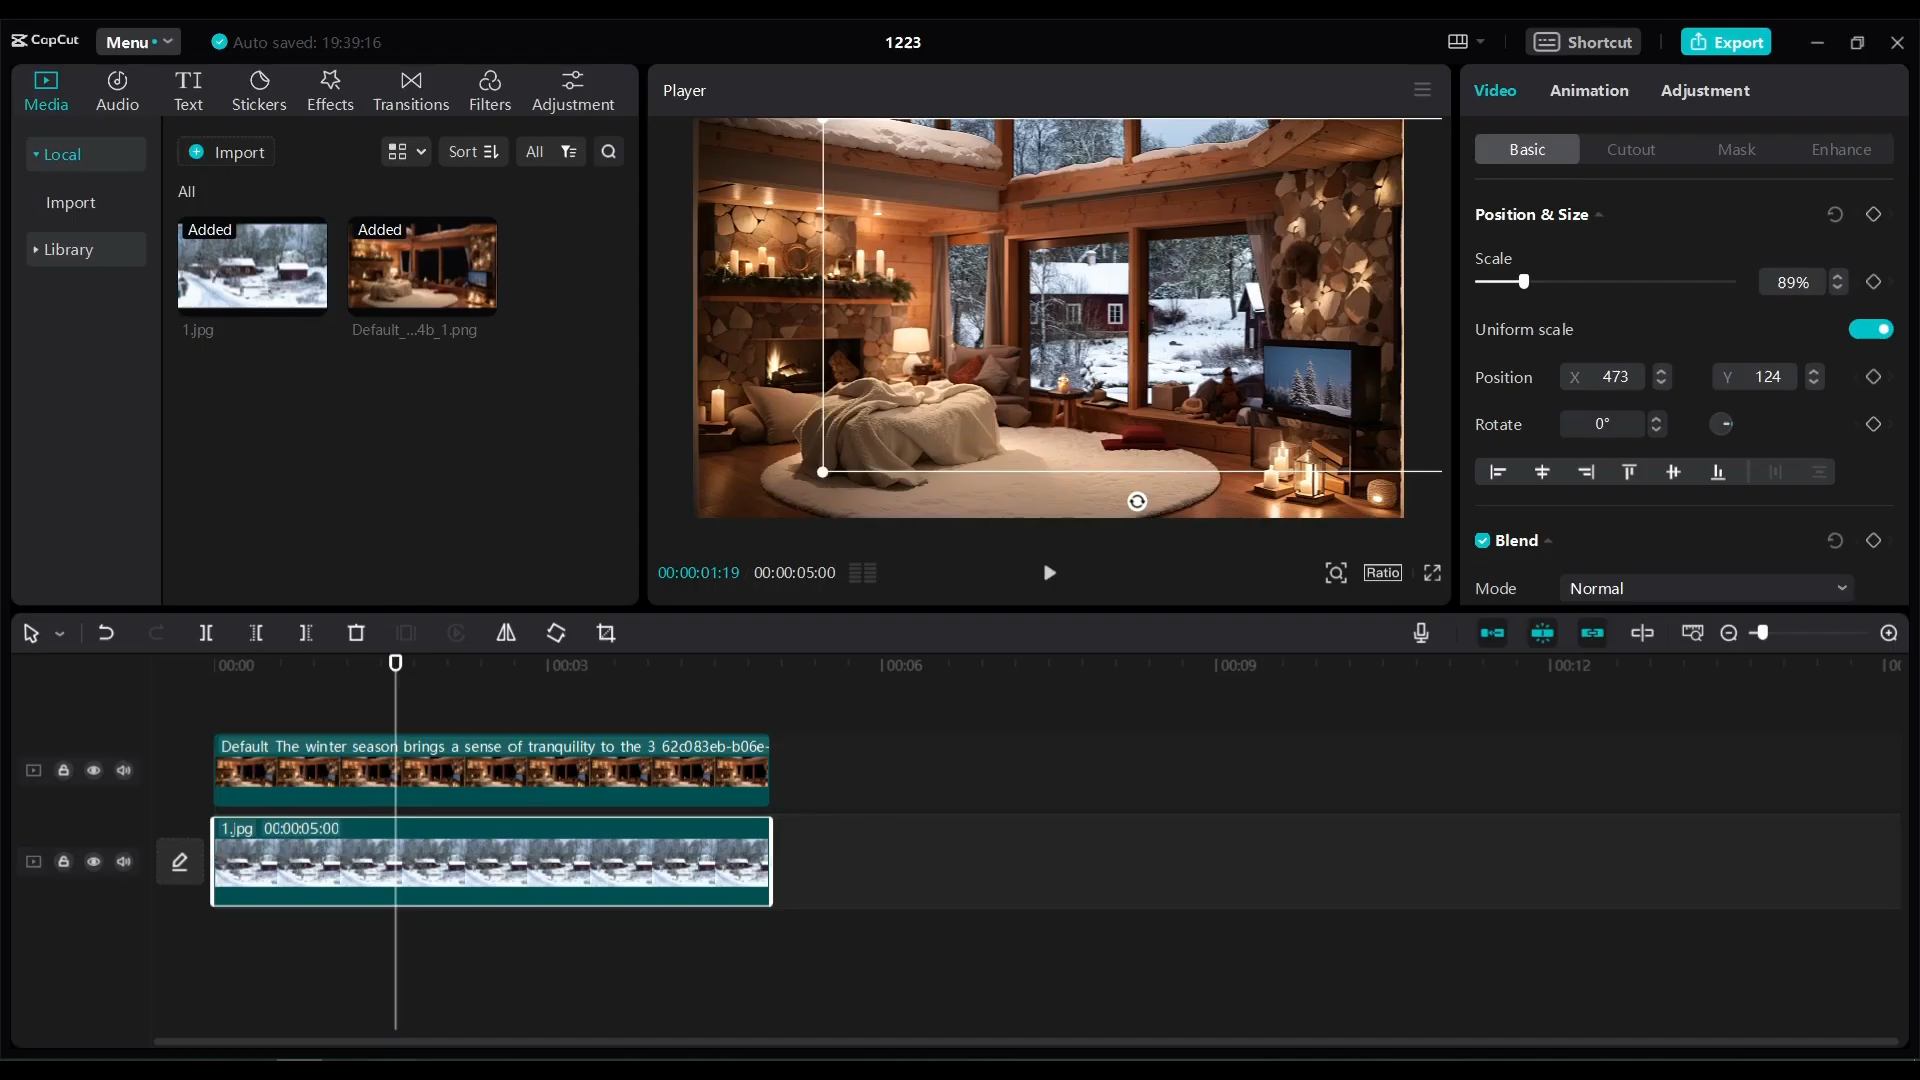 CapCut
Menu
Auto saved: 19:39:16
1223
Shortcut
Export
Media
Audio
TI
Text
Stickers
Effects
Transitions
Filters
Adjustment
Local
Import
Library
Import
Sort
All
All
Added
1.jpg
Added
Default_...4b_1.png
Player
00:00:01:19
00:00:05:00
Ratio
Video
Animation
Adjustment
Basic
Cutout
Mask
Enhance
Position & Size
Scale
89%
Uniform scale
Position
X 473
Y 124
Rotate
0°
Blend
Mode
Normal
00:00
00:03
00:06
00:09
00:12
Default The winter season brings a sense of tranquility to the 3 62c083eb-b06e-
1.jpg 00:00:05:00